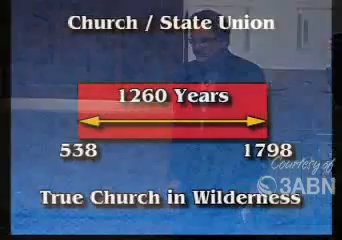 Church / State Union
1260 Years
538 1798
Courtesy of
3ABN
True Church in Wilderness